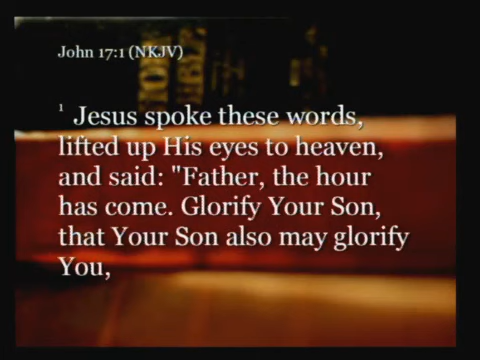 John 17:1 (NKJV)
1 Jesus spoke these words,
lifted up His eyes to heaven,
and said: "Father, the hour
has come. Glorify Your Son,
that Your Son also may glorify
You,